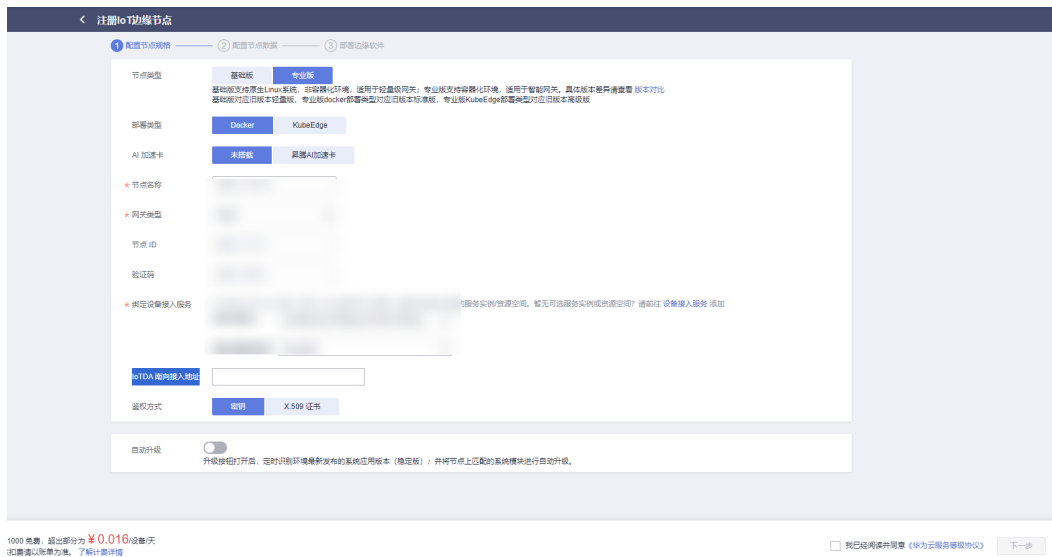 注册IoT边缘节点
1 配置节点规格 2 配置节点数据 3 部署边缘软件
节点类型 基础版 专业版
基础版支持原生Linux系统、非容器化环境，适用于轻量级网关；专业版支持容器化环境，适用于智能网关。具体版本差异请查看 版本对比
基础版对应旧版本轻量版，专业版docker部署类型对应旧版本标准版，专业版KubeEdge部署类型对应旧版本高级版
部署类型 Docker KubeEdge
AI 加速卡 未搭载 昇腾AI加速卡
* 节点名称
* 网关类型
节点 ID
验证码
* 绑定设备接入服务 服务实例/资源空间。暂无可选服务实例或资源空间？请前往 设备接入服务 添加
IoTDA 南向接入地址
鉴权方式 密钥 X.509 证书
自动升级
升级按钮打开后，定时识别环境最新发布的系统应用版本（稳定版）；并将节点上匹配的系统模块进行自动升级。
1000 免费，超出部分为 ¥0.016/设备/天
扣费请以账单为准。 了解计费详情
我已经阅读并同意《华为云服务等级协议》 下一步